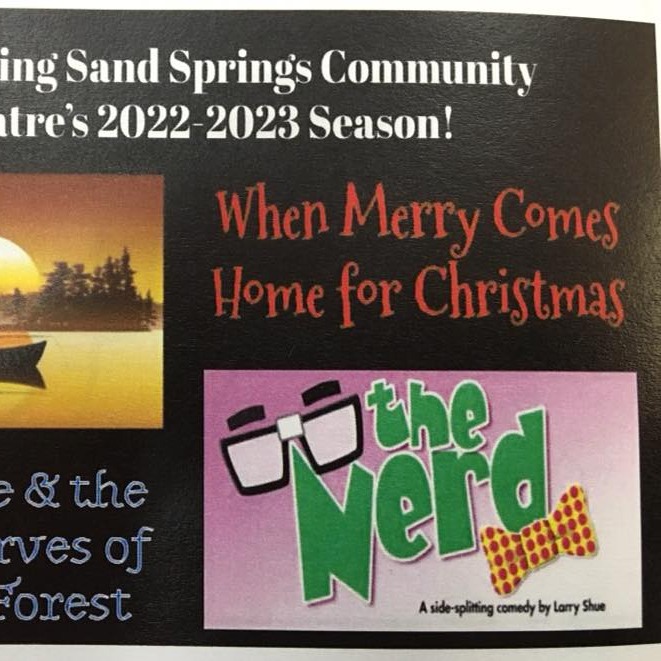 ing Sand Springs Community
atre's 2022-2023 Season!
When Merry Comes
Home for Christmas
the
Nerd
A side-splitting comedy by Larry Shue
e & the
rves of
Forest